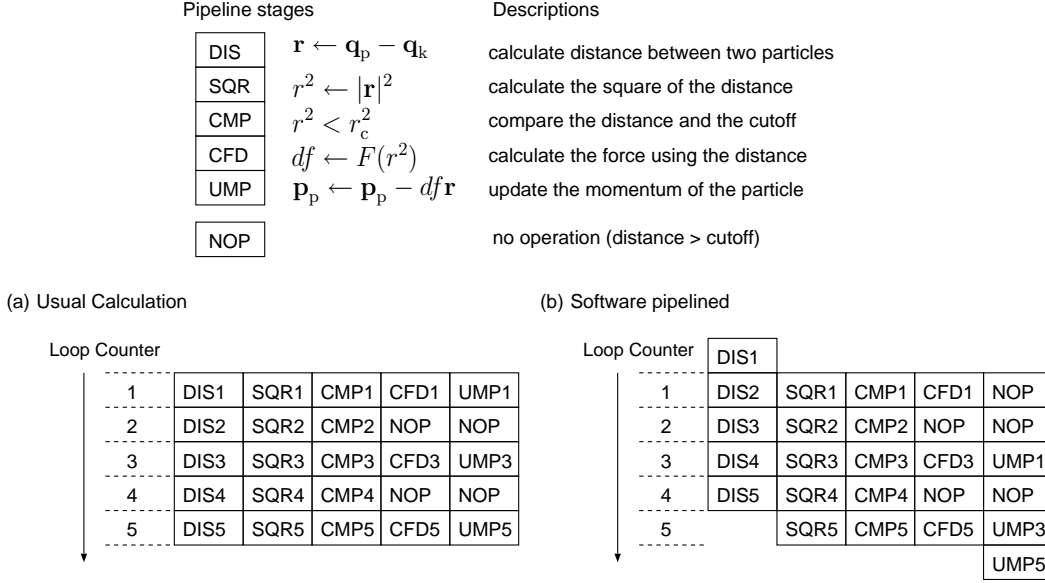 Pipeline stages Descriptions
DIS r ← q_p − q_k calculate distance between two particles
SQR r² ← |r|² calculate the square of the distance
CMP r² < r_c² compare the distance and the cutoff
CFD df ← F(r²) calculate the force using the distance
UMP p_p ← p_p − df r update the momentum of the particle
NOP no operation (distance > cutoff)
(a) Usual Calculation
Loop Counter
1 DIS1 SQR1 CMP1 CFD1 UMP1
2 DIS2 SQR2 CMP2 NOP NOP
3 DIS3 SQR3 CMP3 CFD3 UMP3
4 DIS4 SQR4 CMP4 NOP NOP
5 DIS5 SQR5 CMP5 CFD5 UMP5
(b) Software pipelined
Loop Counter DIS1
1 DIS2 SQR1 CMP1 CFD1 NOP
2 DIS3 SQR2 CMP2 NOP NOP
3 DIS4 SQR3 CMP3 CFD3 UMP1
4 DIS5 SQR4 CMP4 NOP NOP
5 SQR5 CMP5 CFD5 UMP3
UMP5